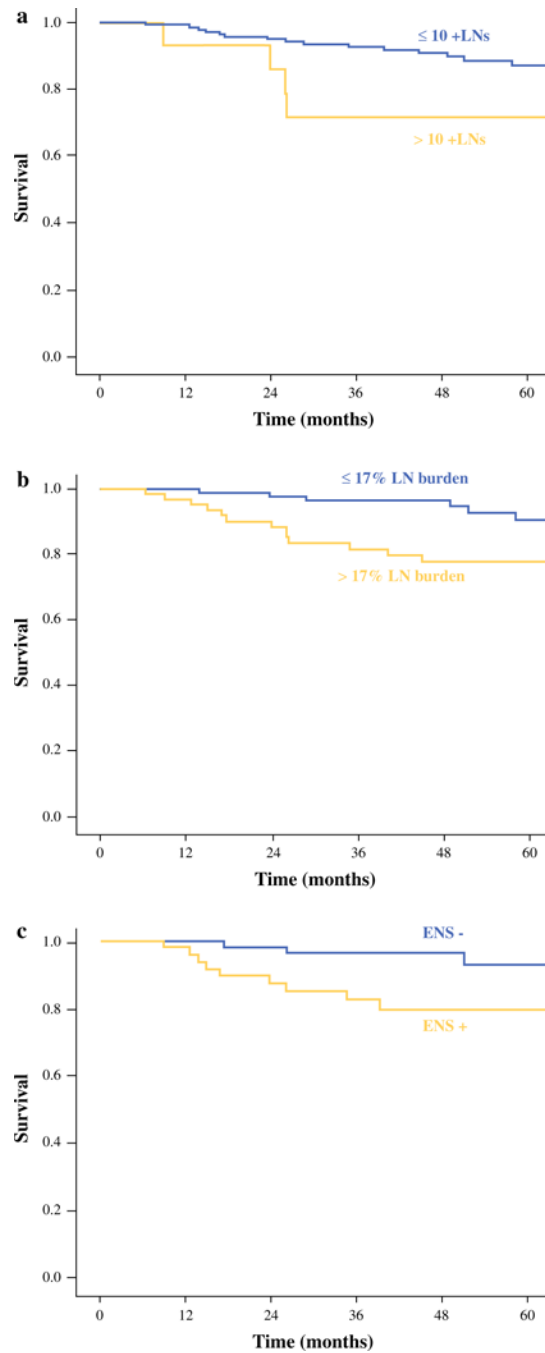 a
1.0
≤ 10 +LNs
0.8
> 10 +LNs
0.6
Survival
0.4
0.2
0.0
0 12 24 36 48 60
Time (months)
b
≤ 17% LN burden
1.0
0.8
> 17% LN burden
0.6
Survival
0.4
0.2
0.0
0 12 24 36 48 60
Time (months)
c
ENS -
1.0
0.8
ENS +
0.6
Survival
0.4
0.2
0.0
0 12 24 36 48 60
Time (months)